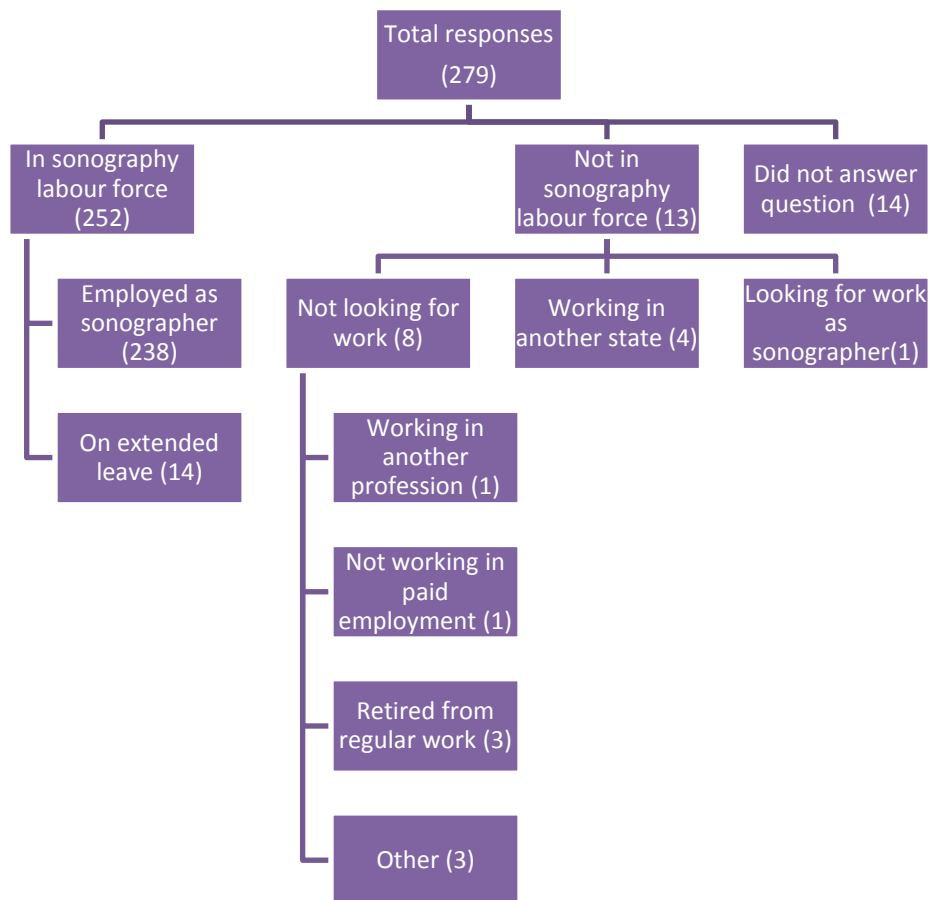 Total responses
(279)
In sonography
labour force
(252)
Not in
sonography
labour force (13)
Did not answer
question (14)
Employed as
sonographer
(238)
On extended
leave (14)
Not looking for
work (8)
Working in
another state (4)
Looking for work
as
sonographer(1)
Working in
another
profession (1)
Not working in
paid
employment (1)
Retired from
regular work (3)
Other (3)